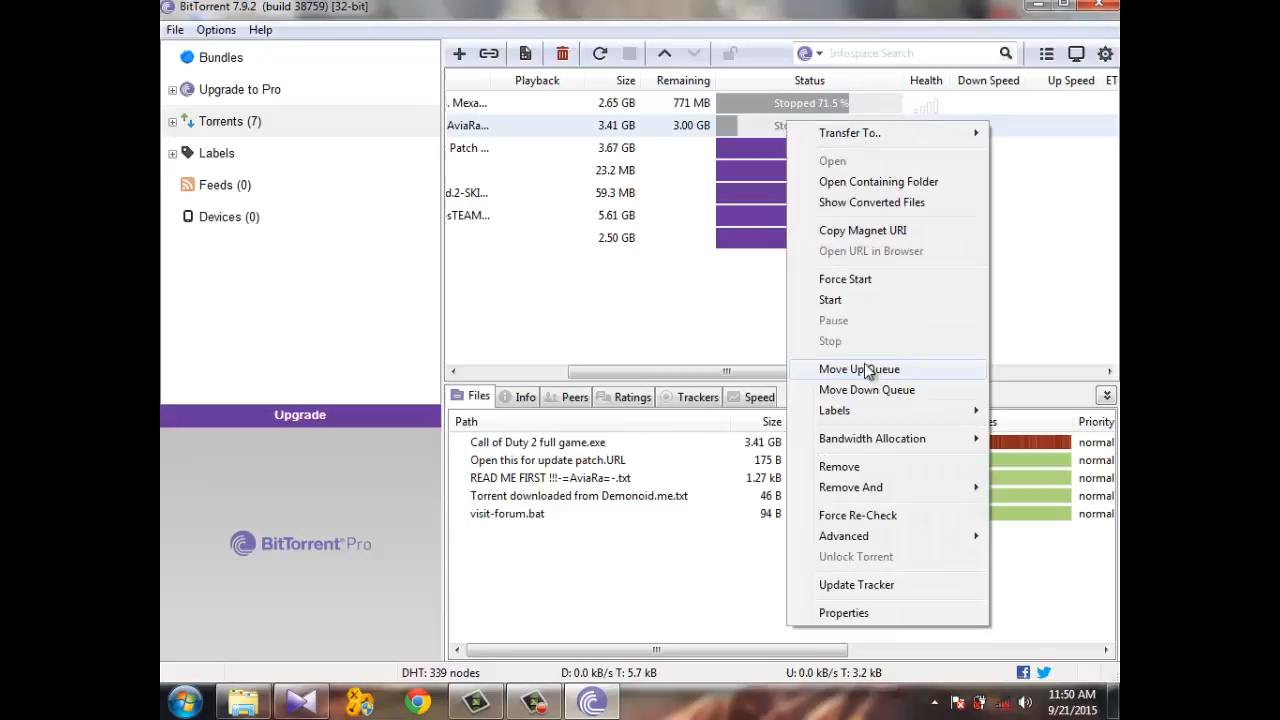 BitTorrent 7.9.2 (build 38759) [32-bit]
File Options Help
Bundles
Upgrade to Pro
Torrents (7)
Labels
Feeds (0)
Devices (0)
Upgrade
BitTorrent Pro
Infospace Search
Playback Size Remaining Status Health Down Speed Up Speed ET
. Mexa... 2.65 GB 771 MB Stopped 71.5 %
AviaRa... 3.41 GB 3.00 GB
Patch ... 3.67 GB
23.2 MB
d.2-SKI... 59.3 MB
sTEAM... 5.61 GB
2.50 GB
Transfer To..
Open
Open Containing Folder
Show Converted Files
Copy Magnet URI
Open URL in Browser
Force Start
Start
Pause
Stop
Move Up Queue
Move Down Queue
Labels
Bandwidth Allocation
Remove
Remove And
Force Re-Check
Advanced
Unlock Torrent
Update Tracker
Properties
Files Info Peers Ratings Trackers Speed
Path Size Priority
Call of Duty 2 full game.exe 3.41 GB normal
Open this for update patch.URL 175 B normal
READ ME FIRST !!!-=AviaRa=-.txt 1.27 kB normal
Torrent downloaded from Demonoid.me.txt 46 B normal
visit-forum.bat 94 B normal
DHT: 339 nodes D: 0.0 kB/s T: 5.7 kB U: 0.0 kB/s T: 3.2 kB
11:50 AM
9/21/2015